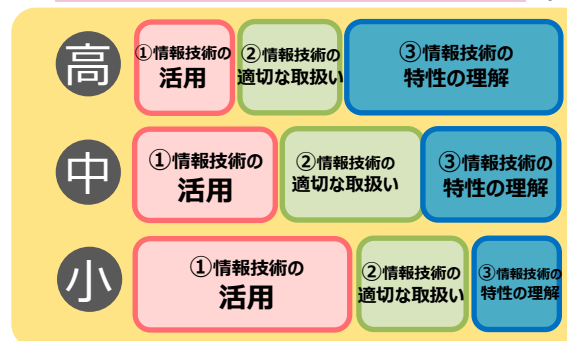 高
①情報技術の
活用
②情報技術の
適切な取扱い
③情報技術の
特性の理解
中
①情報技術の
活用
②情報技術の
適切な取扱い
③情報技術の
特性の理解
小
①情報技術の
活用
②情報技術の
適切な取扱い
③情報技術の
特性の理解